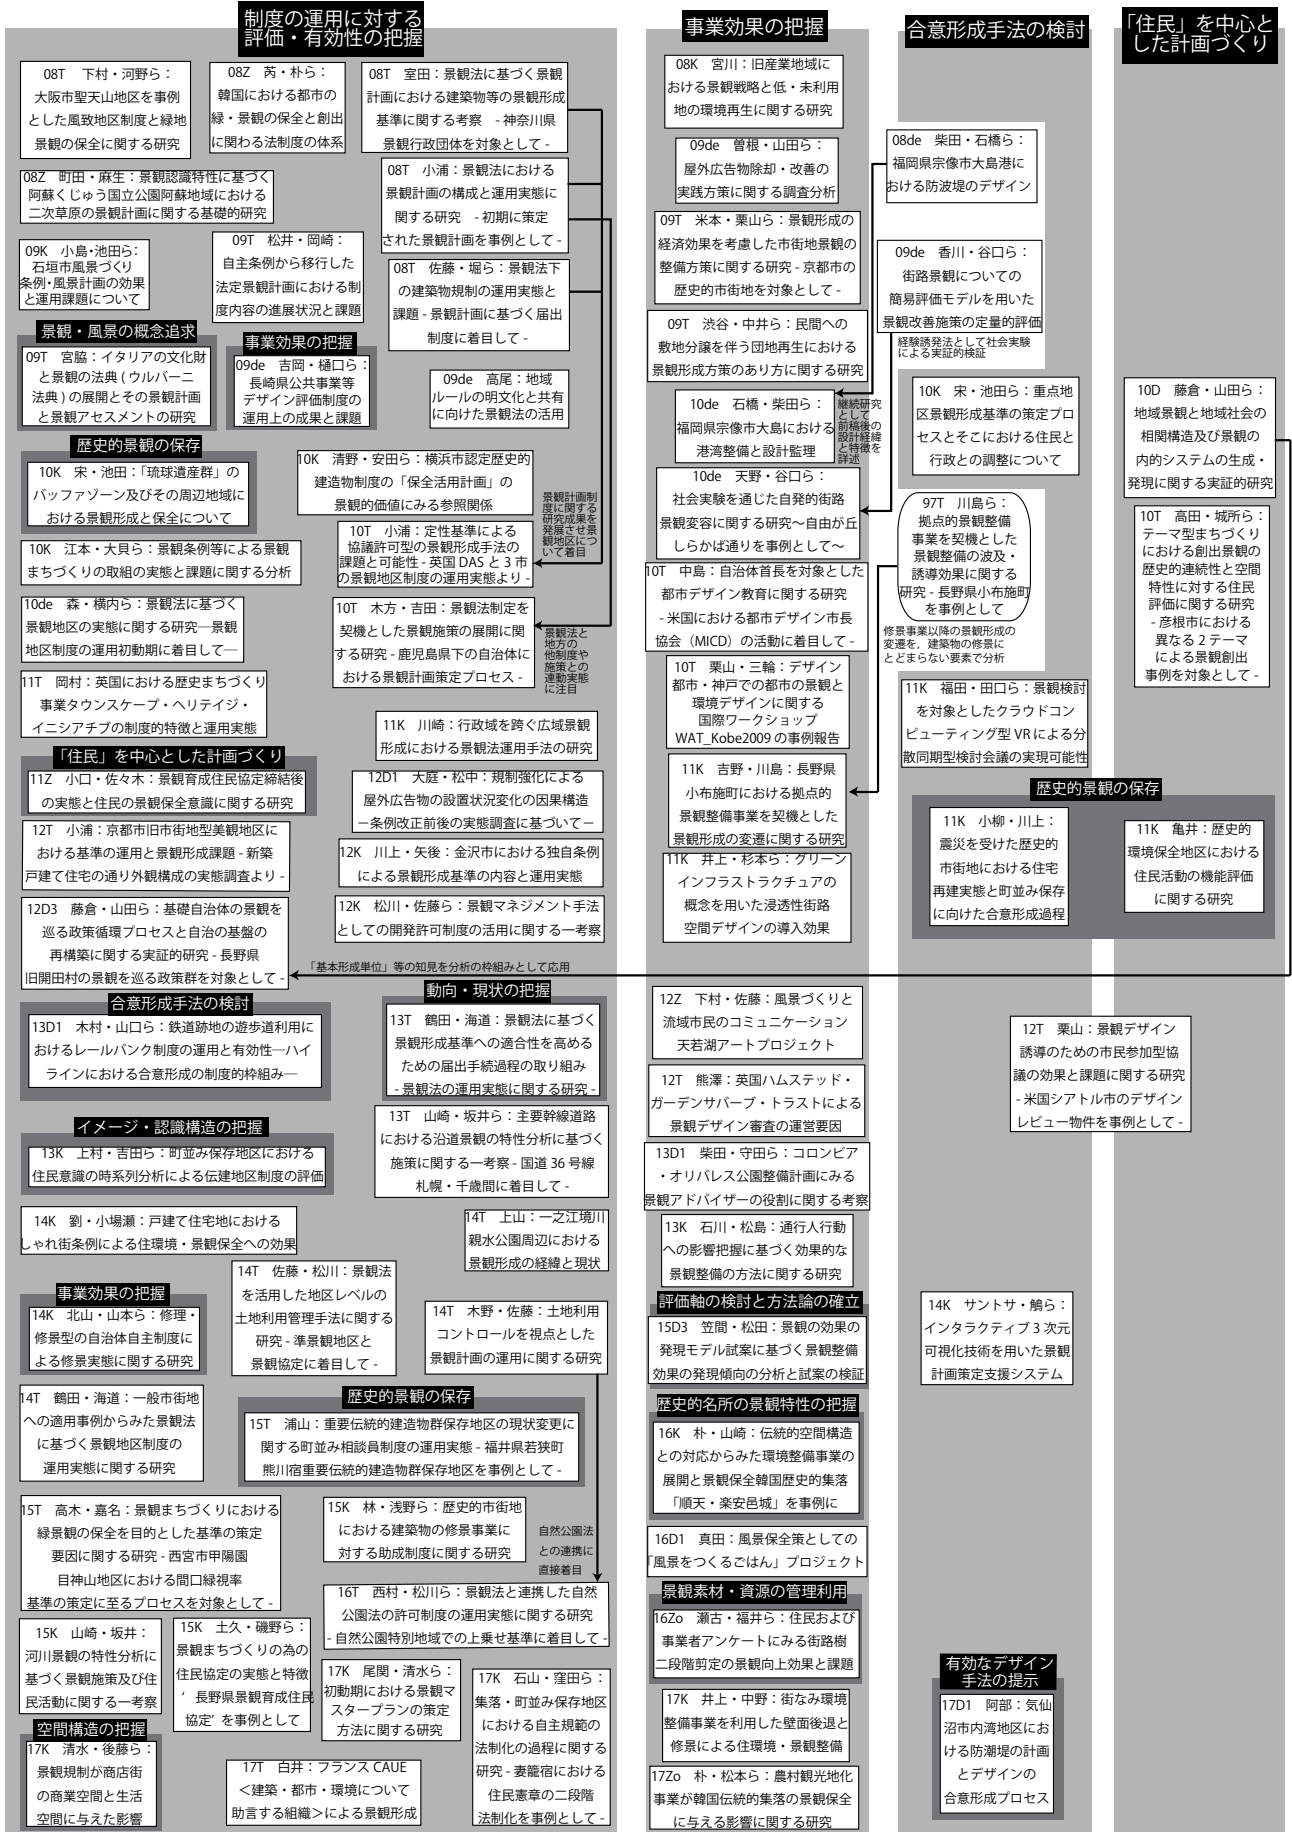 制度の運用に対する
評価・有効性の把握
08T　下村・河野ら：
大阪市聖天山地区を事例
とした風致地区制度と緑地
景観の保全に関する研究
08Z　芮・朴ら：
韓国における都市の
緑・景観の保全と創出
に関わる法制度の体系
08T　室田：景観法に基づく景観
計画における建築物等の景観形成
基準に関する考察　- 神奈川県
景観行政団体を対象として -
08Z　町田・麻生：景観認識特性に基づく
阿蘇くじゅう国立公園阿蘇地域における
二次草原の景観計画に関する基礎的研究
08T　小浦：景観法における
景観計画の構成と運用実態に
関する研究　- 初期に策定
された景観計画を事例として -
09K　小島・池田ら：
石垣市風景づくり
条例・風景計画の効果
と運用課題について
09T　松井・岡崎：
自主条例から移行した
法定景観計画における制
度内容の進展状況と課題
08T　佐藤・堀ら：景観法下
の建築物規制の運用実態と
課題 - 景観計画に基づく届出
制度に着目して -
景観・風景の概念追求
09T　宮脇：イタリアの文化財
と景観の法典 ( ウルバーニ
法典 ) の展開とその景観計画
と景観アセスメントの研究
事業効果の把握
09de　吉岡・樋口ら：
長崎県公共事業等
デザイン評価制度の
運用上の成果と課題
09de　高尾：地域
ルールの明文化と共有
に向けた景観法の活用
歴史的景観の保存
10K　宋・池田：「琉球遺産群」の
バッファゾーン及びその周辺地域に
おける景観形成と保全について
10K　清野・安田ら：横浜市認定歴史的
建造物制度の「保全活用計画」の
景観的価値にみる参照関係
景観計画制
度に関する
研究成果を
発展させ景
観地区につ
いて着目
10T　小浦：定性基準による
協議許可型の景観形成手法の
課題と可能性 - 英国 DAS と 3 市
の景観地区制度の運用実態より -
10K　江本・大貝ら：景観条例等による景観
まちづくりの取組の実態と課題に関する分析
10de　森・横内ら：景観法に基づく
景観地区の実態に関する研究―景観
地区制度の運用初動期に着目して―
10T　木方・吉田：景観法制定を
契機とした景観施策の展開に関
する研究 - 鹿児島県下の自治体に
おける景観計画策定プロセス -
景観法と
地方の
他制度や
施策との
連動実態
に注目
11T　岡村：英国における歴史まちづくり
事業タウンスケープ・ヘリテイジ・
イニシアチブの制度的特徴と運用実態
11K　川崎：行政域を跨ぐ広域景観
形成における景観法運用手法の研究
「住民」を中心とした計画づくり
11Z　小口・佐々木：景観育成住民協定締結後
の実態と住民の景観保全意識に関する研究
12D1　大庭・松中：規制強化による
屋外広告物の設置状況変化の因果構造
－条例改正前後の実態調査に基づいて－
12T　小浦：京都市旧市街地型美観地区に
おける基準の運用と景観形成課題 - 新築
戸建て住宅の通り外観構成の実態調査より -
12K　川上・矢後：金沢市における独自条例
による景観形成基準の内容と運用実態
12D3　藤倉・山田ら：基礎自治体の景観を
巡る政策循環プロセスと自治の基盤の
再構築に関する実証的研究 - 長野県
旧開田村の景観を巡る政策群を対象として -
12K　松川・佐藤ら：景観マネジメント手法
としての開発許可制度の活用に関する一考察
「基本形成単位」等の知見を分析の枠組みとして応用
合意形成手法の検討
13D1　木村・山口ら：鉄道跡地の遊歩道利用に
おけるレールバンク制度の運用と有効性―ハイ
ラインにおける合意形成の制度的枠組み―
動向・現状の把握
13T　鶴田・海道：景観法に基づく
景観形成基準への適合性を高める
ための届出手続過程の取り組み
- 景観法の運用実態に関する研究 -
イメージ・認識構造の把握
13K　上村・吉田ら：町並み保存地区における
住民意識の時系列分析による伝建地区制度の評価
13T　山崎・坂井ら：主要幹線道路
における沿道景観の特性分析に基づく
施策に関する一考察 - 国道 36 号線
札幌・千歳間に着目して -
14K　劉・小場瀬：戸建て住宅地における
しゃれ街条例による住環境・景観保全への効果
14T　上山：一之江境川
親水公園周辺における
景観形成の経緯と現状
事業効果の把握
14K　北山・山本ら：修理・
修景型の自治体自主制度に
よる修景実態に関する研究
14T　佐藤・松川：景観法
を活用した地区レベルの
土地利用管理手法に関する
研究 - 準景観地区と
景観協定に着目して -
14T　木野・佐藤：土地利用
コントロールを視点とした
景観計画の運用に関する研究
14T　鶴田・海道：一般市街地
への適用事例からみた景観法
に基づく景観地区制度の
運用実態に関する研究
歴史的景観の保存
15T　浦山：重要伝統的建造物群保存地区の現状変更に
関する町並み相談員制度の運用実態 - 福井県若狭町
熊川宿重要伝統的建造物群保存地区を事例として -
15T　高木・嘉名：景観まちづくりにおける
緑景観の保全を目的とした基準の策定
要因に関する研究 - 西宮市甲陽園
目神山地区における間口緑視率
基準の策定に至るプロセスを対象として -
15K　林・浅野ら：歴史的市街地
における建築物の修景事業に
対する助成制度に関する研究
自然公園法
との連携に
直接着目
16T　西村・松川ら：景観法と連携した自然
公園法の許可制度の運用実態に関する研究
- 自然公園特別地域での上乗せ基準に着目して -
15K　山崎・坂井：
河川景観の特性分析に
基づく景観施策及び住
民活動に関する一考察
15K　土久・磯野ら：
景観まちづくりの為の
住民協定の実態と特徴
‘　長野県景観育成住民
協定’を事例として
17K　尾関・清水ら：
初動期における景観マ
スタープランの策定
方法に関する研究
17K　石山・窪田ら：
集落・町並み保存地区
における自主規範の
法制化の過程に関する
研究 - 妻籠宿における
住民憲章の二段階
法制化を事例として -
空間構造の把握
17K　清水・後藤ら：
景観規制が商店街
の商業空間と生活
空間に与えた影響
17T　白井：フランス CAUE
＜建築・都市・環境について
助言する組織＞による景観形成
事業効果の把握
08K　宮川：旧産業地域に
おける景観戦略と低・未利用
地の環境再生に関する研究
09de　曽根・山田ら：
屋外広告物除却・改善の
実践方策に関する調査分析
09T　米本・栗山ら：景観形成の
経済効果を考慮した市街地景観の
整備方策に関する研究 - 京都市の
歴史的市街地を対象として -
09T　渋谷・中井ら：民間への
敷地分譲を伴う団地再生における
景観形成方策のあり方に関する研究
10de　石橋・柴田ら：
福岡県宗像市大島における
港湾整備と設計監理
継続研究
として
前稿後の
設計経緯
と特徴を
詳述
10de　天野・谷口ら：
社会実験を通じた自発的街路
景観変容に関する研究～自由が丘
しらかば通りを事例として～
10T　中島：自治体首長を対象とした
都市デザイン教育に関する研究
- 米国における都市デザイン市長
協会（MICD）の活動に着目して -
10T　栗山・三輪：デザイン
都市・神戸での都市の景観と
環境デザインに関する
国際ワークショップ
WAT_Kobe2009 の事例報告
11K　吉野・川島：長野県
小布施町における拠点的
景観整備事業を契機とした
景観形成の変遷に関する研究
11K　井上・杉本ら：グリーン
インフラストラクチュアの
概念を用いた浸透性街路
空間デザインの導入効果
12Z　下村・佐藤：風景づくりと
流域市民のコミュニケーション
天若湖アートプロジェクト
12T　熊澤：英国ハムステッド・
ガーデンサバーブ・トラストによる
景観デザイン審査の運営要因
13D1　柴田・守田ら：コロンビア
・オリバレス公園整備計画にみる
景観アドバイザーの役割に関する考察
13K　石川・松島：通行人行動
への影響把握に基づく効果的な
景観整備の方法に関する研究
評価軸の検討と方法論の確立
15D3　笠間・松田：景観の効果の
発現モデル試案に基づく景観整備
効果の発現傾向の分析と試案の検証
歴史的名所の景観特性の把握
16K　朴・山崎：伝統的空間構造
との対応からみた環境整備事業の
展開と景観保全韓国歴史的集落
「順天・楽安邑城」を事例に
16D1　真田：風景保全策としての
「風景をつくるごはん」プロジェクト
景観素材・資源の管理利用
16Zo　瀬古・福井ら：住民および
事業者アンケートにみる街路樹
二段階剪定の景観向上効果と課題
17K　井上・中野：街なみ環境
整備事業を利用した壁面後退と
修景による住環境・景観整備
17Zo　朴・松本ら：農村観光地化
事業が韓国伝統的集落の景観保全
に与える影響に関する研究
合意形成手法の検討
08de　柴田・石橋ら：
福岡県宗像市大島港に
おける防波堤のデザイン
09de　香川・谷口ら：
街路景観についての
簡易評価モデルを用いた
景観改善施策の定量的評価
経験誘発法として社会実験
による実証的検証
10K　宋・池田ら：重点地
区景観形成基準の策定プロ
セスとそこにおける住民と
行政との調整について
97T　川島ら：
拠点的景観整備
事業を契機とした
景観整備の波及・
誘導効果に関する
研究 - 長野県小布施町
を事例として
修景事業以降の景観形成の
変遷を，建築物の修景に
とどまらない要素で分析
11K　福田・田口ら：景観検討
を対象としたクラウドコン
ピューティング型 VR による分
散同期型検討会議の実現可能性
歴史的景観の保存
11K　小柳・川上：
震災を受けた歴史的
市街地における住宅
再建実態と町並み保存
に向けた合意形成過程
11K　亀井：歴史的
環境保全地区における
住民活動の機能評価
に関する研究
12T　栗山：景観デザイン
誘導のための市民参加型協
議の効果と課題に関する研究
- 米国シアトル市のデザイン
レビュー物件を事例として -
14K　サントサ・鵤ら：
インタラクティブ 3 次元
可視化技術を用いた景観
計画策定支援システム
有効なデザイン
手法の提示
17D1　阿部：気仙
沼市内湾地区にお
ける防潮堤の計画
とデザインの
合意形成プロセス
「住民」を中心と
した計画づくり
10D　藤倉・山田ら：
地域景観と地域社会の
相関構造及び景観の
内的システムの生成・
発現に関する実証的研究
10T　高田・城所ら：
テーマ型まちづくり
における創出景観の
歴史的連続性と空間
特性に対する住民
評価に関する研究
- 彦根市における
異なる 2 テーマ
による景観創出
事例を対象として -